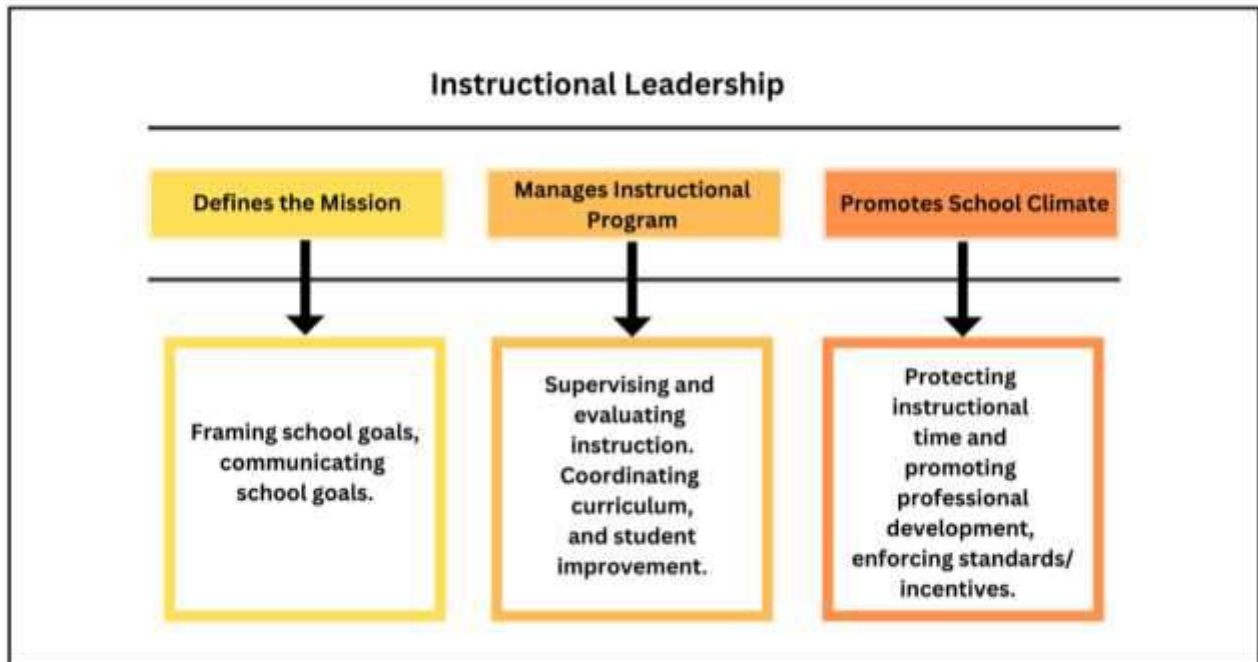 Instructional Leadership
Defines the Mission
Manages Instructional
Program
Promotes School Climate
Framing school goals,
communicating
school goals.
Supervising and
evaluating
instruction.
Coordinating
curriculum,
and student
improvement.
Protecting
instructional
time and
promoting
professional
development,
enforcing standards/
incentives.